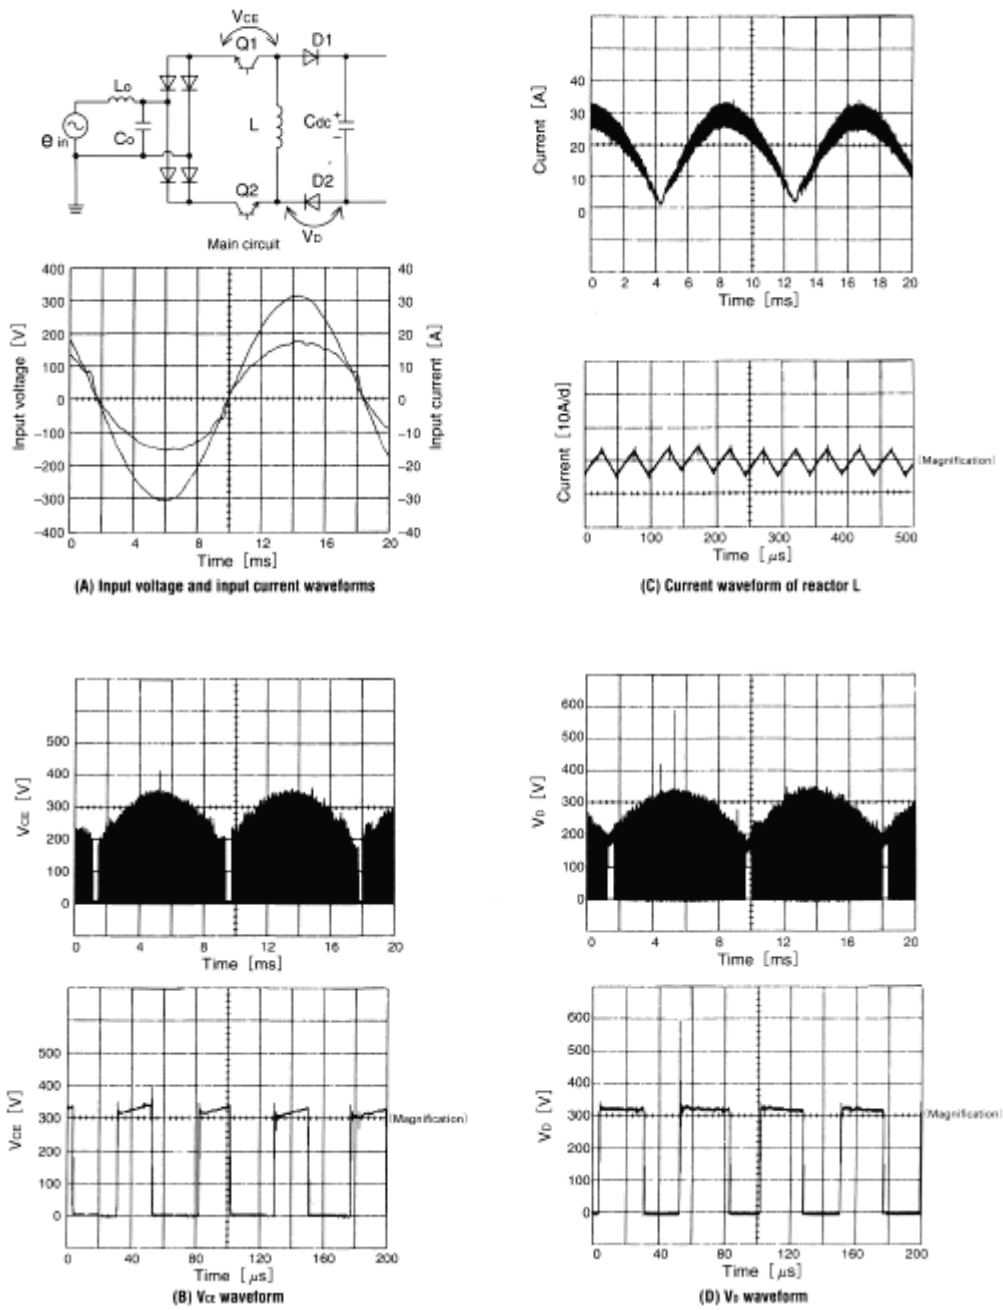 VCE
Q1
D1
Lo
L
Cdc
+
−
ein
Co
Q2
D2
VD
Main circuit
Input voltage [V]
400
300
200
100
0
−100
−200
−300
−400
40
30
20
10
0
−10
−20
−30
−40
Input current [A]
0 4 8 12 16 20
Time [ms]
(A) Input voltage and input current waveforms
Current [A]
40
30
20
10
0
0 2 4 6 8 10 12 14 16 18 20
Time [ms]
Current [10A/d]
(Magnification)
0 100 200 300 400 500
Time [μs]
(C) Current waveform of reactor L
VCE [V]
500
400
300
200
100
0
0 4 8 12 16 20
Time [ms]
VCE [V]
500
400
300
200
100
0
(Magnification)
0 40 80 120 160 200
Time [μs]
(B) VCE waveform
VD [V]
600
500
400
300
200
100
0
0 4 8 12 16 20
Time [ms]
VD [V]
600
500
400
300
200
100
0
(Magnification)
0 40 80 120 160 200
Time [μs]
(D) VD waveform